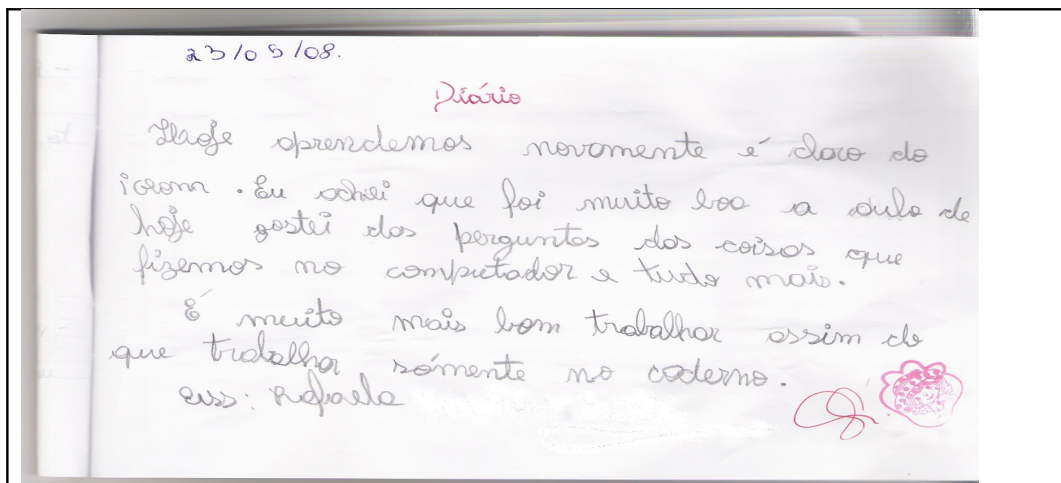 23/05/08.
Diário
Hoje aprendemos novamente é claro do
iconn. Eu achei que foi muito boa a aula de
hoje gostei das perguntas das coisas que
fizemos no computador e tudo mais.
É muito mais bom trabalhar assim do
que trabalhar sómente no caderno.
ass: Rafaela